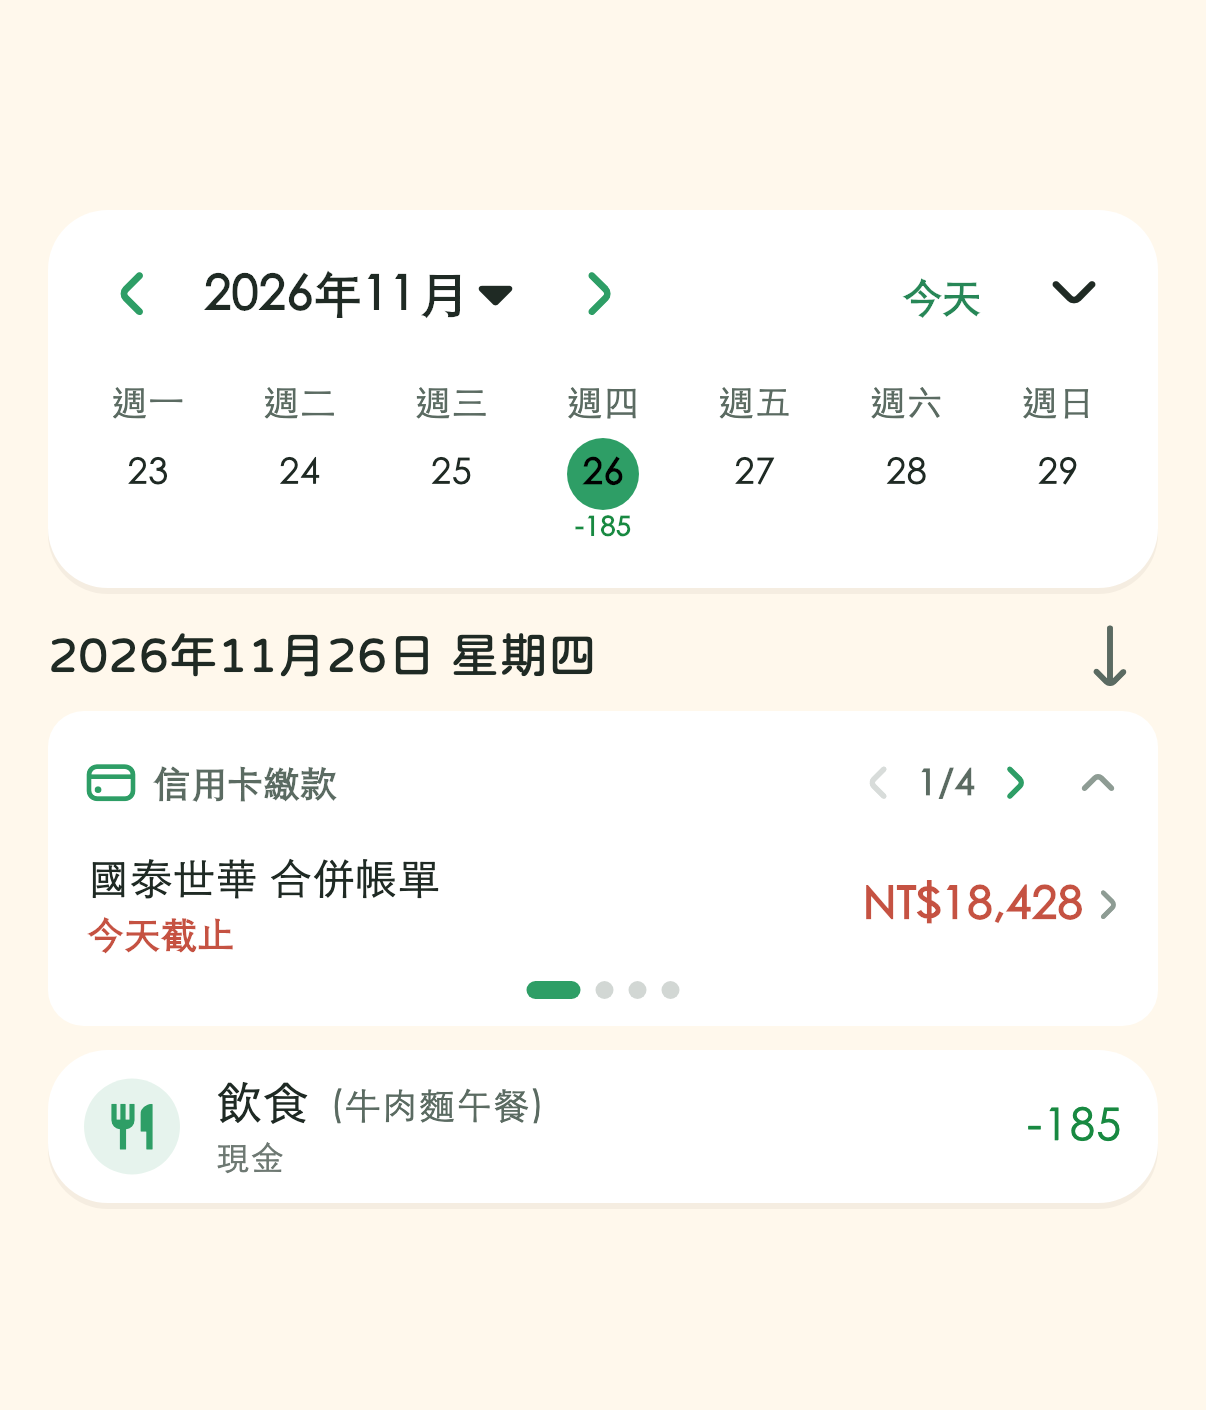 2026年11月
今天
週一 週二 週三 週四 週五 週六 週日
23 24 25 26 27 28 29
-185
2026年11月26日 星期四
信用卡繳款
1/4
國泰世華 合併帳單
NT$18,428
今天截止
飲食 (牛肉麵午餐)
現金
-185